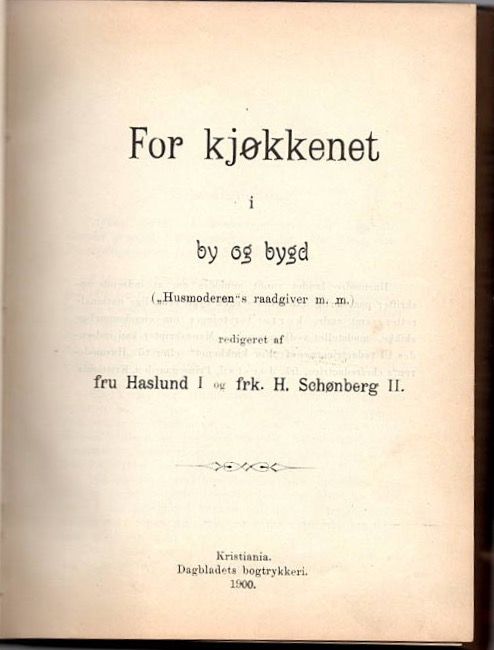 For kjøkkenet
i
by og bygd
(„Husmoderen“s raadgiver m. m.)
redigeret af
fru Haslund I og frk. H. Schønberg II.
Kristiania.
Dagbladets bogtrykkeri.
1900.